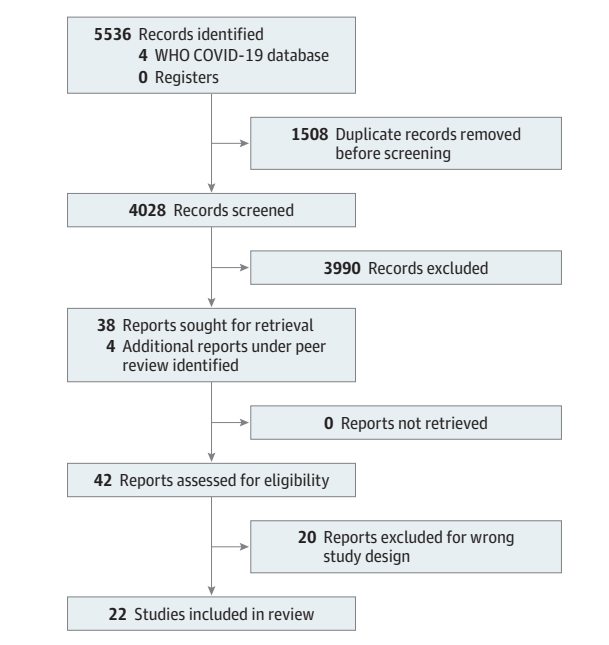 5536 Records identified
4 WHO COVID-19 database
0 Registers
1508 Duplicate records removed
before screening
4028 Records screened
3990 Records excluded
38 Reports sought for retrieval
4 Additional reports under peer
review identified
0 Reports not retrieved
42 Reports assessed for eligibility
20 Reports excluded for wrong
study design
22 Studies included in review